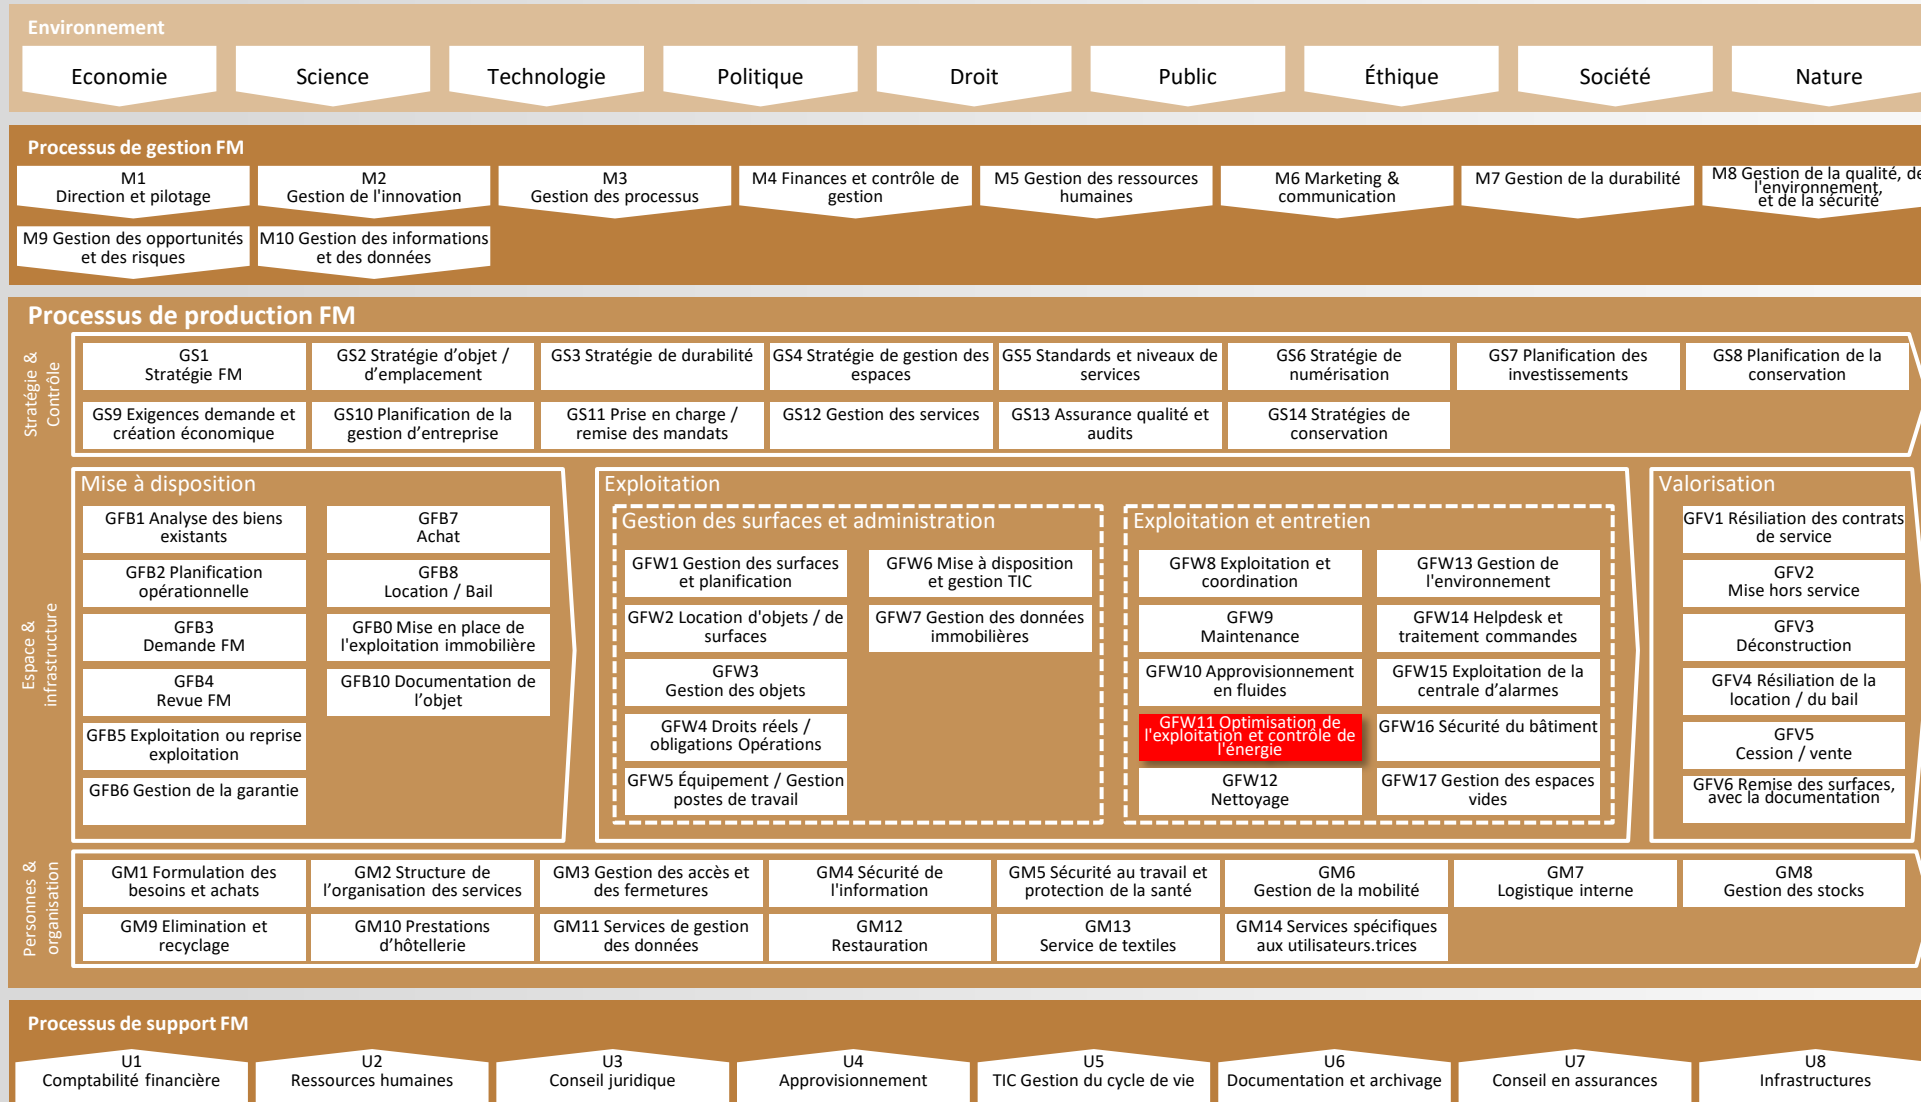 Environnement
Economie
Science
Technologie
Politique
Droit
Public
Éthique
Société
Nature
Processus de gestion FM
M1
Direction et pilotage
M2
Gestion de l'innovation
M3
Gestion des processus
M4 Finances et contrôle de
gestion
M5 Gestion des ressources
humaines
M6 Marketing &
communication
M7 Gestion de la durabilité
M8 Gestion de la qualité, de
l'environnement,
et de la sécurité
M9 Gestion des opportunités
et des risques
M10 Gestion des informations
et des données
Processus de production FM
Stratégie &
Contrôle
GS1
Stratégie FM
GS2 Stratégie d'objet /
d'emplacement
GS3 Stratégie de durabilité
GS4 Stratégie de gestion des
espaces
GS5 Standards et niveaux de
services
GS6 Stratégie de
numérisation
GS7 Planification des
investissements
GS8 Planification de la
conservation
GS9 Exigences demande et
création économique
GS10 Planification de la
gestion d'entreprise
GS11 Prise en charge /
remise des mandats
GS12 Gestion des services
GS13 Assurance qualité et
audits
GS14 Stratégies de
conservation
Espace &
infrastructure
Mise à disposition
GFB1 Analyse des biens
existants
GFB2 Planification
opérationnelle
GFB3
Demande FM
GFB4
Revue FM
GFB5 Exploitation ou reprise
exploitation
GFB6 Gestion de la garantie
GFB7
Achat
GFB8
Location / Bail
GFB0 Mise en place de
l'exploitation immobilière
GFB10 Documentation de
l'objet
Exploitation
Gestion des surfaces et administration
GFW1 Gestion des surfaces
et planification
GFW2 Location d'objets / de
surfaces
GFW3
Gestion des objets
GFW4 Droits réels /
obligations Opérations
GFW5 Équipement / Gestion
postes de travail
GFW6 Mise à disposition
et gestion TIC
GFW7 Gestion des données
immobilières
Exploitation et entretien
GFW8 Exploitation et
coordination
GFW9
Maintenance
GFW10 Approvisionnement
en fluides
GFW11 Optimisation de
l'exploitation et contrôle de
l'énergie
GFW12
Nettoyage
GFW13 Gestion de
l'environnement
GFW14 Helpdesk et
traitement commandes
GFW15 Exploitation de la
centrale d'alarmes
GFW16 Sécurité du bâtiment
GFW17 Gestion des espaces
vides
Valorisation
GFV1 Résiliation des contrats
de service
GFV2
Mise hors service
GFV3
Déconstruction
GFV4 Résiliation de la
location / du bail
GFV5
Cession / vente
GFV6 Remise des surfaces,
avec la documentation
Personnes &
organisation
GM1 Formulation des
besoins et achats
GM2 Structure de
l'organisation des services
GM3 Gestion des accès et
des fermetures
GM4 Sécurité de
l'information
GM5 Sécurité au travail et
protection de la santé
GM6
Gestion de la mobilité
GM7
Logistique interne
GM8
Gestion des stocks
GM9 Elimination et
recyclage
GM10 Prestations
d'hôtellerie
GM11 Services de gestion
des données
GM12
Restauration
GM13
Service de textiles
GM14 Services spécifiques
aux utilisateurs.trices
Processus de support FM
U1
Comptabilité financière
U2
Ressources humaines
U3
Conseil juridique
U4
Approvisionnement
U5
TIC Gestion du cycle de vie
U6
Documentation et archivage
U7
Conseil en assurances
U8
Infrastructures